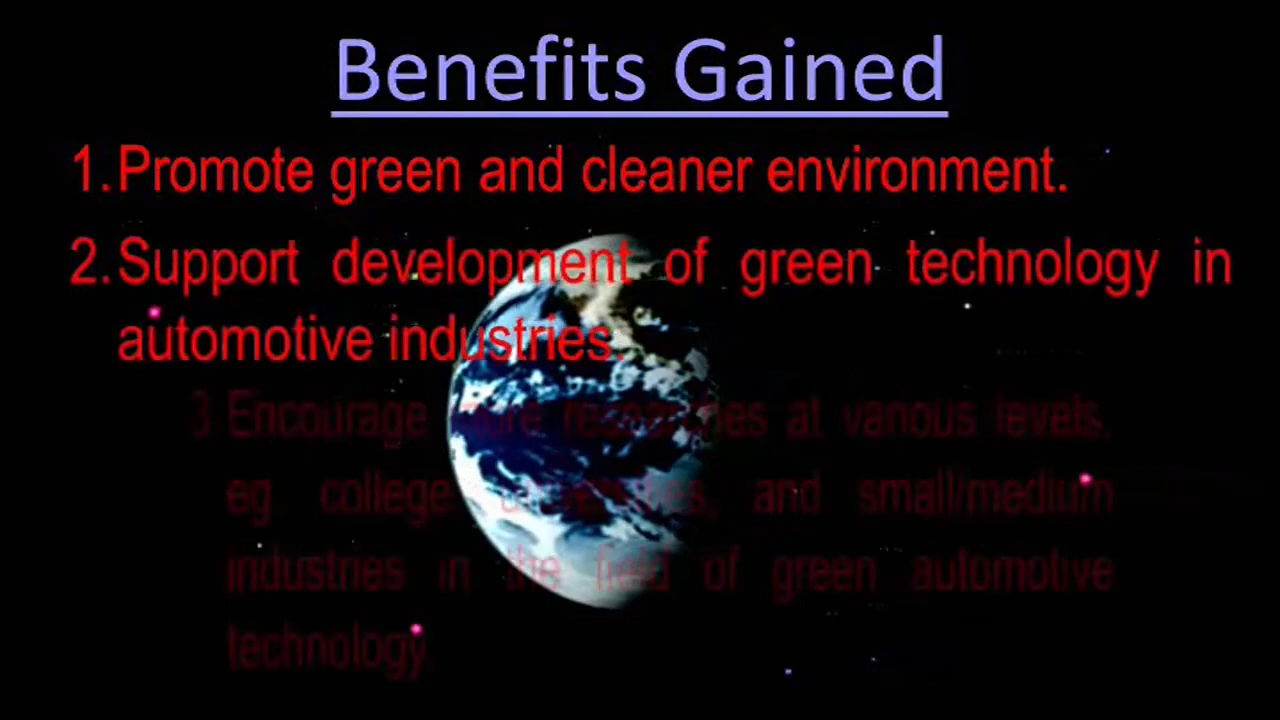 Benefits Gained
1. Promote green and cleaner environment.
2. Support development of green technology in
automotive industries.
3 Encourage more researches at various levels,
eg. college, universities, and small/medium
industries in the field of green automotive
technology